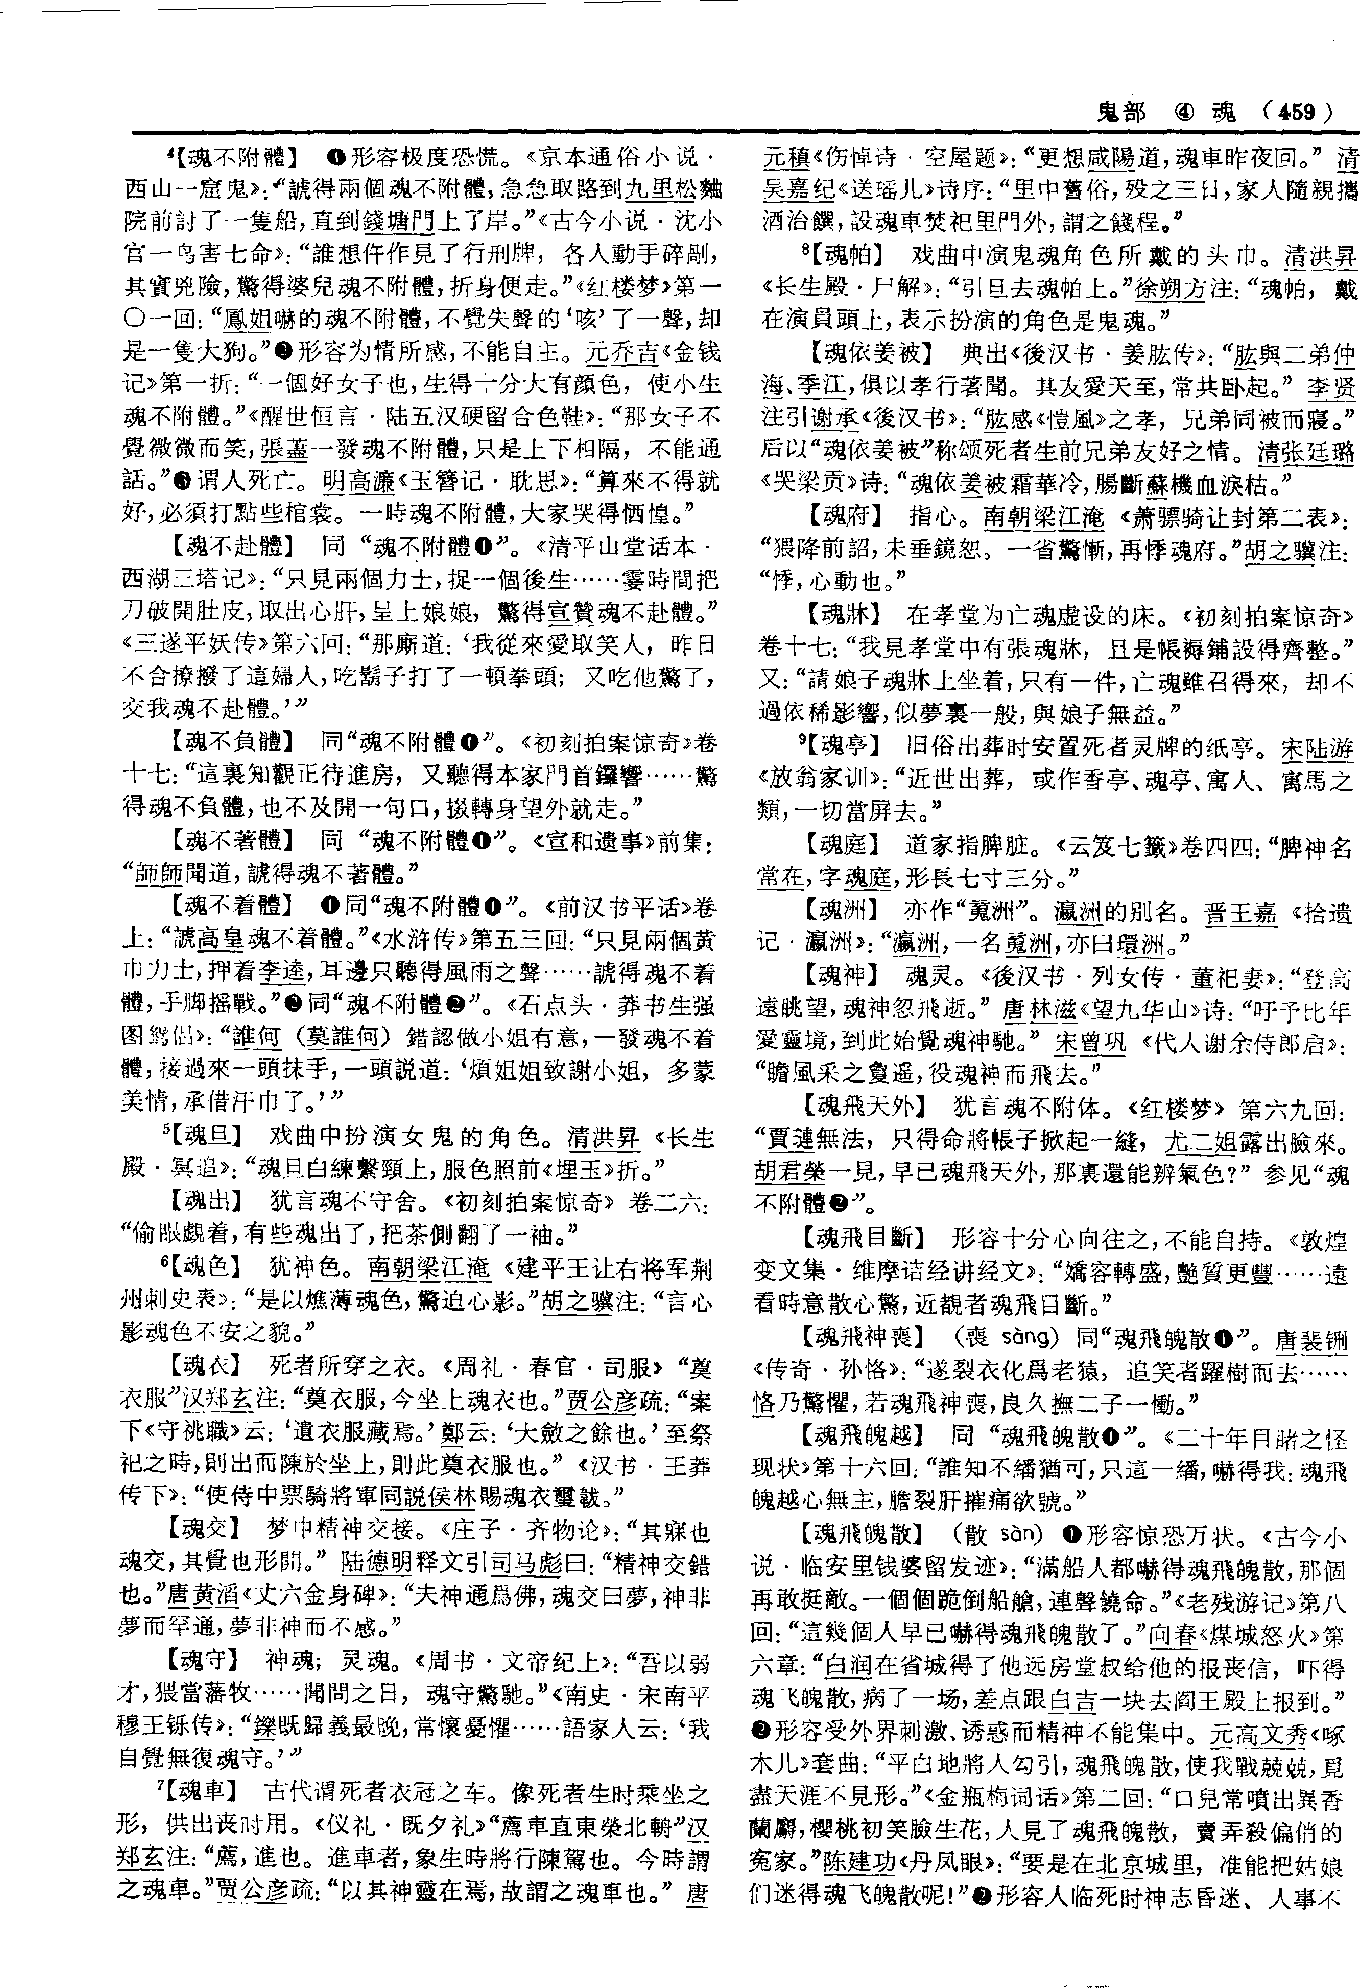 鬼部 ④ 魂 （459）
⁴【魂不附體】 ❶形容极度恐慌。《京本通俗小说·
西山一窟鬼》：“諕得兩個魂不附體，急急取路到九里松麯
院前討了一隻船，直到錢塘門上了岸。”《古今小说·沈小
官一鸟害七命》：“誰想仵作見了行刑牌，各人動手碎剮，
其實兇險，驚得婆兒魂不附體，折身便走。”《红楼梦》第一
〇一回：“鳳姐嚇的魂不附體，不覺失聲的‘咳’了一聲，却
是一隻大狗。”❷形容为情所感，不能自主。元乔吉《金钱
记》第一折：“一個好女子也，生得十分大有顔色，使小生
魂不附體。”《醒世恒言·陆五汉硬留合色鞋》：“那女子不
覺微微而笑，張藎一發魂不附體，只是上下相隔，不能通
話。”❸谓人死亡。明高濂《玉簪记·耽思》：“算來不得就
好，必須打點些棺衾。一時魂不附體，大家哭得恓惶。”
【魂不赴體】 同“魂不附體❶”。《清平山堂话本·
西湖三塔记》：“只見兩個力士，捉一個後生……霎時間把
刀破開肚皮，取出心肝，呈上娘娘，驚得宣贊魂不赴體。”
《三遂平妖传》第六回：“那廝道：‘我從來愛取笑人，昨日
不合撩撥了這婦人，吃鬍子打了一頓拳頭；又吃他驚了，
交我魂不赴體。’”
【魂不負體】 同“魂不附體❶”。《初刻拍案惊奇》卷
十七：“這裏知觀正待進房，又聽得本家門首鑼響……驚
得魂不負體，也不及開一句口，掇轉身望外就走。”
【魂不著體】 同“魂不附體❶”。《宣和遗事》前集：
“師師聞道，諕得魂不著體。”
【魂不着體】 ❶同“魂不附體❶”。《前汉书平话》卷
上：“諕高皇魂不着體。”《水浒传》第五三回：“只見兩個黄
巾力士，押着李逵，耳邊只聽得風雨之聲……諕得魂不着
體，手脚摇戰。”❷同“魂不附體❷”。《石点头·莽书生强
图鸳侣》：“誰何（莫誰何）錯認做小姐有意，一發魂不着
體，接過來一頭抹手，一頭説道：‘煩姐姐致謝小姐，多蒙
美情，承借汗巾了。’”
⁵【魂旦】 戏曲中扮演女鬼的角色。清洪昇《长生
殿·冥追》：“魂旦白練繫頸上，服色照前《埋玉》折。”
【魂出】 犹言魂不守舍。《初刻拍案惊奇》卷二六：
“偷眼覷着，有些魂出了，把茶側翻了一袖。”
⁶【魂色】 犹神色。南朝梁江淹《建平王让右将军荆
州刺史表》：“是以憔薄魂色，驚迫心影。”胡之骥注：“言心
影魂色不安之貌。”
【魂衣】 死者所穿之衣。《周礼·春官·司服》“奠
衣服”汉郑玄注：“奠衣服，今坐上魂衣也。”贾公彦疏：“案
下《守祧職》云：‘遺衣服藏焉。’鄭云：‘大斂之餘也。’至祭
祀之時，則出而陳於坐上，則此奠衣服也。”《汉书·王莽
传下》：“使侍中票騎將軍同説侯林賜魂衣璽韍。”
【魂交】 梦中精神交接。《庄子·齐物论》：“其寐也
魂交，其覺也形開。”陆德明释文引司马彪曰：“精神交錯
也。”唐黄滔《丈六金身碑》：“夫神通爲佛，魂交曰夢，神非
夢而罕通，夢非神而不感。”
【魂守】 神魂；灵魂。《周书·文帝纪上》：“吾以弱
才，猥當藩牧……聞問之日，魂守驚馳。”《南史·宋南平
穆王铄传》：“鑠既歸義最晚，常懷憂懼……語家人云：‘我
自覺無復魂守。’”
⁷【魂車】 古代谓死者衣冠之车。像死者生时乘坐之
形，供出丧时用。《仪礼·既夕礼》“薦車直東榮北輈”汉
郑玄注：“薦，進也。進車者，象生時將行陳駕也。今時謂
之魂車。”贾公彦疏：“以其神靈在焉，故謂之魂車也。”唐
元稹《伤悼诗·空屋题》：“更想咸陽道，魂車昨夜回。”清
吴嘉纪《送瑶儿》诗序：“里中舊俗，殁之三日，家人隨親攜
酒治饌，設魂車焚祀里門外，謂之餞程。”
⁸【魂帕】 戏曲中演鬼魂角色所戴的头巾。清洪昇
《长生殿·尸解》：“引旦去魂帕上。”徐朔方注：“魂帕，戴
在演員頭上，表示扮演的角色是鬼魂。”
【魂依姜被】 典出《後汉书·姜肱传》：“肱與二弟仲
海、季江，俱以孝行著聞。其友愛天至，常共卧起。”李贤
注引谢承《後汉书》：“肱感《愷風》之孝，兄弟同被而寢。”
后以“魂依姜被”称颂死者生前兄弟友好之情。清张廷璐
《哭梁贡》诗：“魂依姜被霜華冷，腸斷蘇機血淚枯。”
【魂府】 指心。南朝梁江淹《萧骠骑让封第二表》：
“猥降前詔，未垂鏡恕。一省驚慚，再悸魂府。”胡之骥注：
“悸，心動也。”
【魂牀】 在孝堂为亡魂虚设的床。《初刻拍案惊奇》
卷十七：“我見孝堂中有張魂牀，且是帳褥鋪設得齊整。”
又：“請娘子魂牀上坐着，只有一件，亡魂雖召得來，却不
過依稀影響，似夢裏一般，與娘子無益。”
⁹【魂亭】 旧俗出葬时安置死者灵牌的纸亭。宋陆游
《放翁家训》：“近世出葬，或作香亭、魂亭、寓人、寓馬之
類，一切當屏去。”
【魂庭】 道家指脾脏。《云笈七籤》卷四四：“脾神名
常在，字魂庭，形長七寸三分。”
【魂洲】 亦作“䰟洲”。瀛洲的别名。晋王嘉《拾遗
记·瀛洲》：“瀛洲，一名䰟洲，亦曰環洲。”
【魂神】 魂灵。《後汉书·列女传·董祀妻》：“登高
遠眺望，魂神忽飛逝。”唐林滋《望九华山》诗：“吁予比年
愛靈境，到此始覺魂神馳。”宋曾巩《代人谢余侍郎启》：
“瞻風采之敻遥，役魂神而飛去。”
【魂飛天外】 犹言魂不附体。《红楼梦》第六九回：
“賈璉無法，只得命將帳子掀起一縫，尤二姐露出臉來。
胡君榮一見，早已魂飛天外，那裏還能辨氣色？”参见“魂
不附體❷”。
【魂飛目斷】 形容十分心向往之，不能自持。《敦煌
变文集·维摩诘经讲经文》：“嬌容轉盛，艷質更豐……遠
看時意散心驚，近覩者魂飛目斷。”
【魂飛神喪】 （喪 sàng）同“魂飛魄散❶”。唐裴铏
《传奇·孙恪》：“遂裂衣化爲老猿，追笑者躍樹而去……
恪乃驚懼，若魂飛神喪，良久撫二子一慟。”
【魂飛魄越】 同“魂飛魄散❶”。《二十年目睹之怪
现状》第十六回：“誰知不繙猶可，只這一繙，嚇得我：魂飛
魄越心無主，膽裂肝摧痛欲號。”
【魂飛魄散】 （散 sàn）❶形容惊恐万状。《古今小
说·临安里钱婆留发迹》：“滿船人都嚇得魂飛魄散，那個
再敢挺敵。一個個跪倒船艙，連聲饒命。”《老残游记》第八
回：“這幾個人早已嚇得魂飛魄散了。”向春《煤城怒火》第
六章：“白润在省城得了他远房堂叔给他的报丧信，吓得
魂飞魄散，病了一场，差点跟白吉一块去阎王殿上报到。”
❷形容受外界刺激、诱惑而精神不能集中。元高文秀《啄
木儿》套曲：“平白地將人勾引，魂飛魄散，使我戰兢兢，覓
盡天涯不見形。”《金瓶梅词话》第二回：“口兒常噴出異香
蘭麝，櫻桃初笑臉生花，人見了魂飛魄散，賣弄殺偏俏的
寃家。”陈建功《丹凤眼》：“要是在北京城里，准能把姑娘
们迷得魂飞魄散呢！”❷形容人临死时神志昏迷、人事不